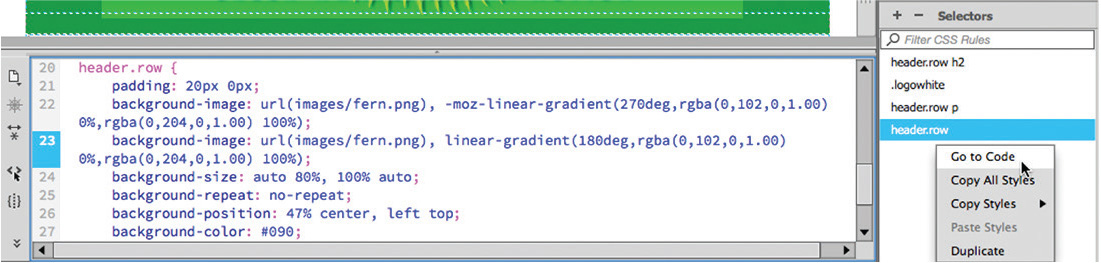 + − Selectors
Filter CSS Rules
header.row h2
.logowhite
header.row p
header.row
Go to Code
Copy All Styles
Copy Styles
Paste Styles
Duplicate
20 header.row {
21 padding: 20px 0px;
22 background-image: url(images/fern.png), -moz-linear-gradient(270deg,rgba(0,102,0,1.00)
0%,rgba(0,204,0,1.00) 100%);
23 background-image: url(images/fern.png), linear-gradient(180deg,rgba(0,102,0,1.00)
0%,rgba(0,204,0,1.00) 100%);
24 background-size: auto 80%, 100% auto;
25 background-repeat: no-repeat;
26 background-position: 47% center, left top;
27 background-color: #090;